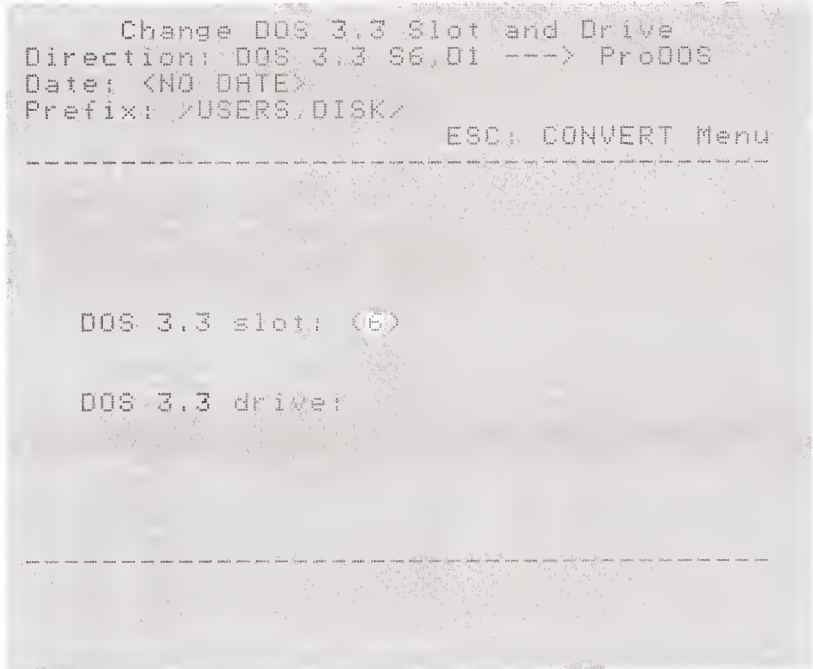 Change DOS 3.3 Slot and Drive
Direction: DOS 3.3 S6,D1 ---> ProDOS
Date: <NO DATE>
Prefix: /USERS.DISK/
ESC: CONVERT Menu
---------------------------------------
DOS 3.3 slot: (6)
DOS 3.3 drive:
---------------------------------------